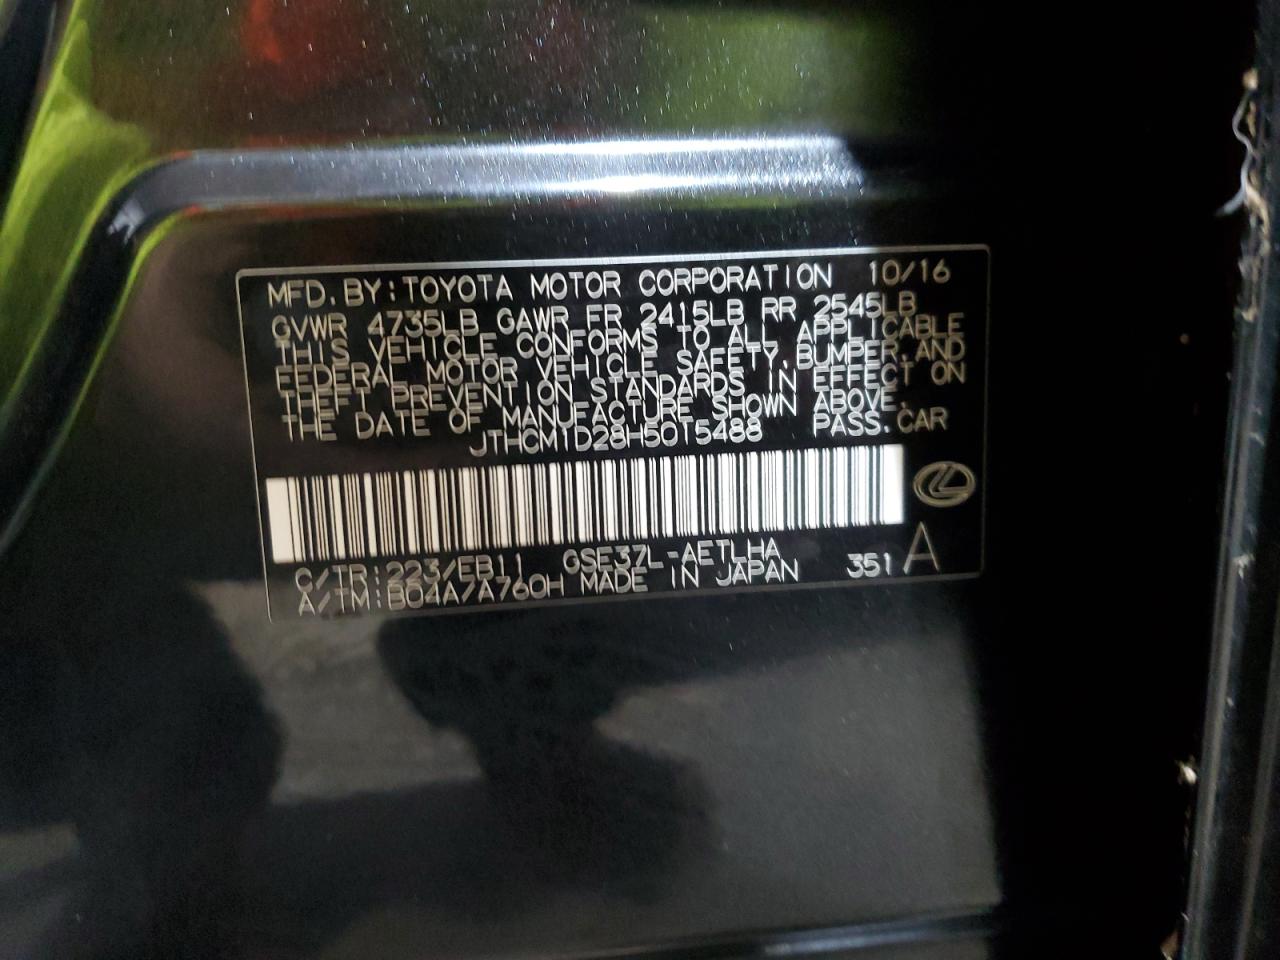 MFD.BY:TOYOTA MOTOR CORPORATION 10/16
GVWR 4735LB GAWR FR 2415LB RR 2545LB
THIS VEHICLE CONFORMS TO ALL APPLICABLE
FEDERAL MOTOR VEHICLE SAFETY,BUMPER,AND
THEFT PREVENTION STANDARDS IN EFFECT ON
THE DATE OF MANUFACTURE SHOWN ABOVE.
JTHCM1D28H5015488 PASS.CAR
C/TR:223/EB11 GSE37L-AETLHA
A/TM:B04A/A760H MADE IN JAPAN 351 A